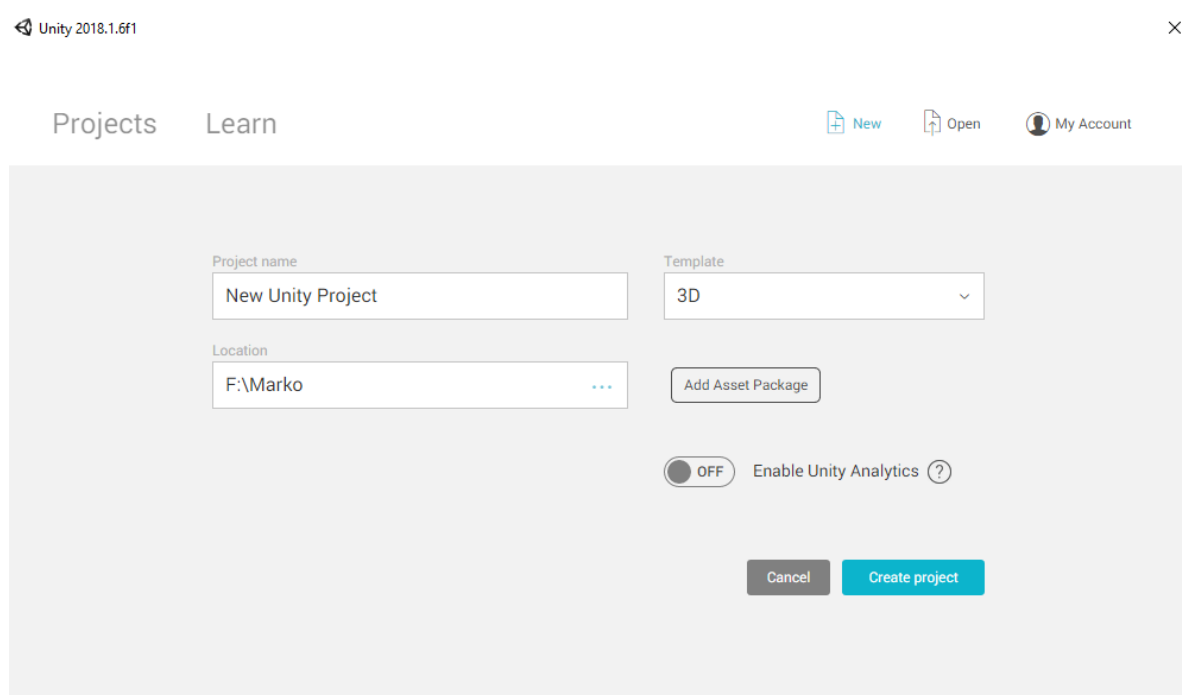 Unity 2018.1.6f1
Projects Learn New Open My Account
Project name Template
New Unity Project 3D
Location
F:\Marko ... Add Asset Package
OFF Enable Unity Analytics ?
Cancel Create project